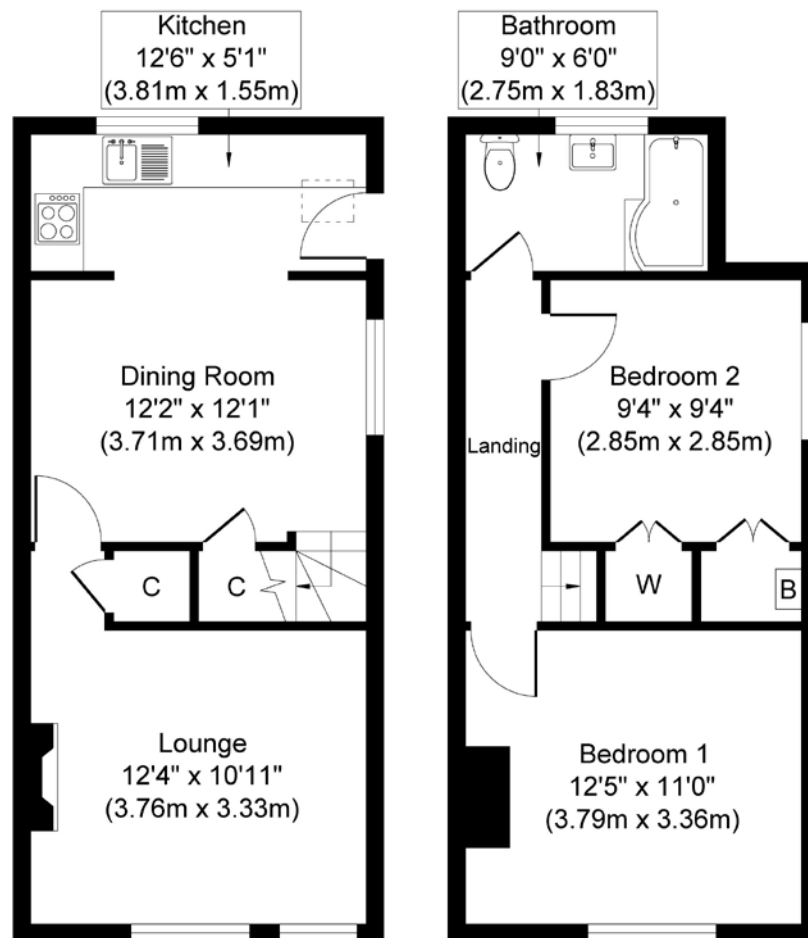 Kitchen
12'6" x 5'1"
(3.81m x 1.55m)
Bathroom
9'0" x 6'0"
(2.75m x 1.83m)
Dining Room
12'2" x 12'1"
(3.71m x 3.69m)
Landing
Bedroom 2
9'4" x 9'4"
(2.85m x 2.85m)
C
C
W
B
Lounge
12'4" x 10'11"
(3.76m x 3.33m)
Bedroom 1
12'5" x 11'0"
(3.79m x 3.36m)